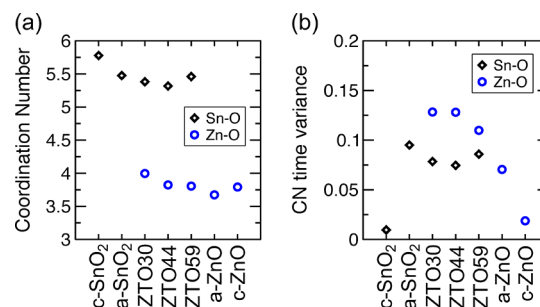 (a)
Coordination Number
6
5.5
5
4.5
4
3.5
3
Sn-O
Zn-O
c-SnO₂
a-SnO₂
ZTO30
ZTO44
ZTO59
a-ZnO
c-ZnO
(b)
CN time variance
0.2
0.15
0.1
0.05
0
Sn-O
Zn-O
c-SnO₂
a-SnO₂
ZTO30
ZTO44
ZTO59
a-ZnO
c-ZnO